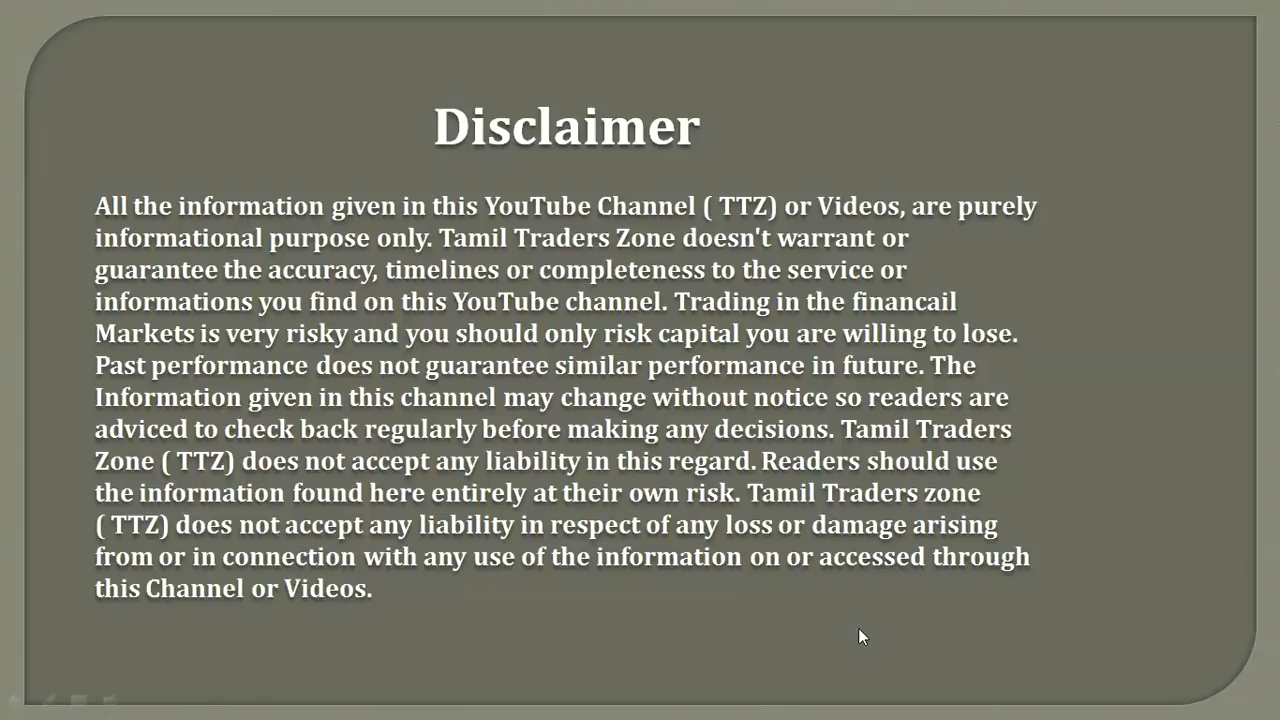 Disclaimer
All the information given in this YouTube Channel ( TTZ) or Videos, are purely
informational purpose only. Tamil Traders Zone doesn't warrant or
guarantee the accuracy, timelines or completeness to the service or
informations you find on this YouTube channel. Trading in the financail
Markets is very risky and you should only risk capital you are willing to lose.
Past performance does not guarantee similar performance in future. The
Information given in this channel may change without notice so readers are
adviced to check back regularly before making any decisions. Tamil Traders
Zone ( TTZ) does not accept any liability in this regard. Readers should use
the information found here entirely at their own risk. Tamil Traders zone
( TTZ) does not accept any liability in respect of any loss or damage arising
from or in connection with any use of the information on or accessed through
this Channel or Videos.